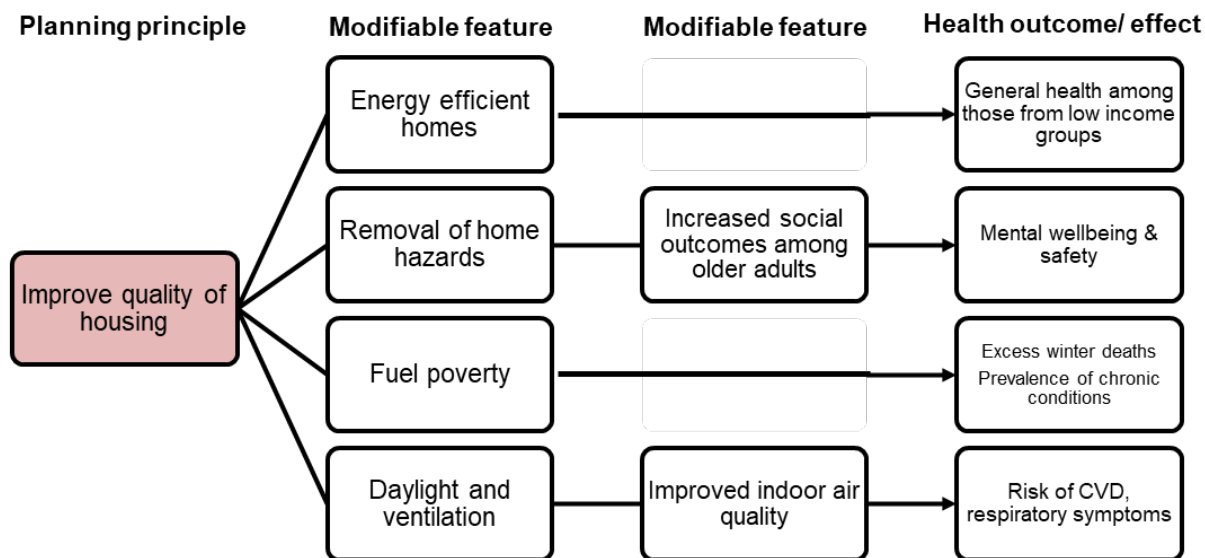 Planning principle
Modifiable feature
Modifiable feature
Health outcome/ effect
Energy efficient
homes
General health among
those from low income
groups
Removal of home
hazards
Increased social
outcomes among
older adults
Mental wellbeing &
safety
Improve quality of
housing
Fuel poverty
Excess winter deaths
Prevalence of chronic
conditions
Daylight and
ventilation
Improved indoor air
quality
Risk of CVD,
respiratory symptoms